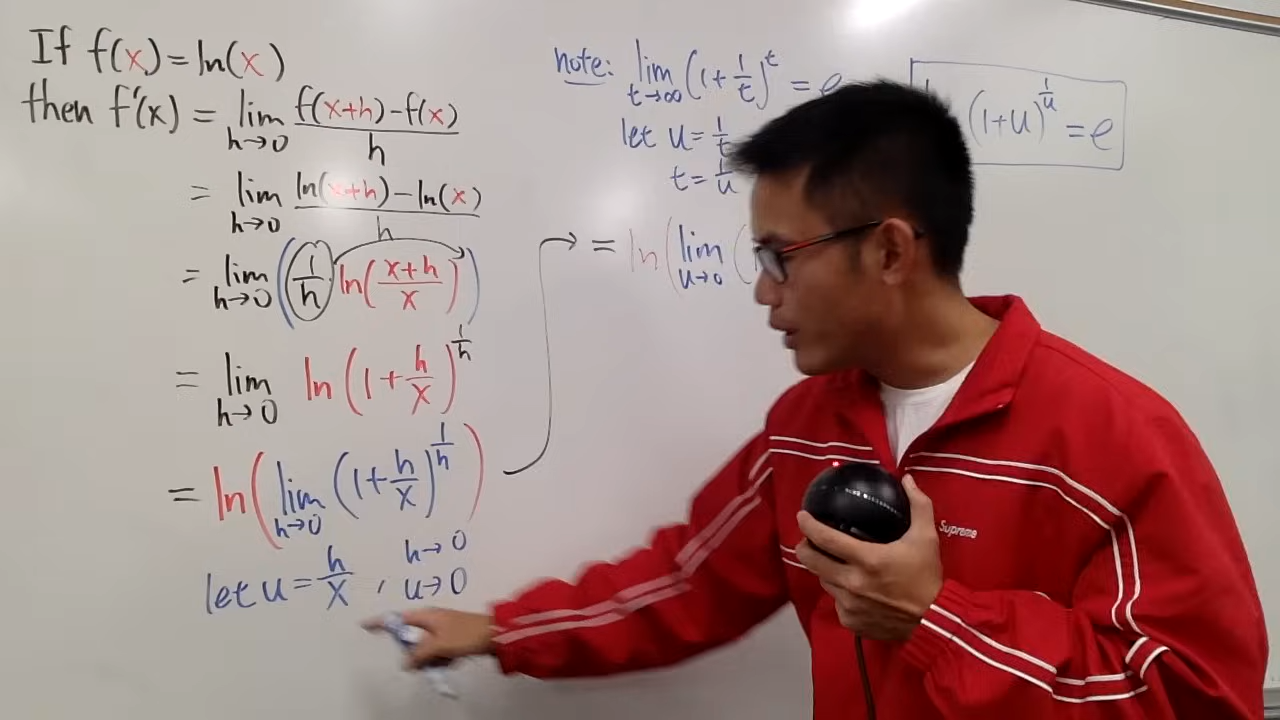 If f(x) = ln(x)
then f'(x) = lim h→0 (f(x+h)-f(x))/h
= lim h→0 (ln(x+h)-ln(x))/h
= lim h→0 (1/h ln((x+h)/x))
= lim h→0 ln(1+h/x)^(1/h)
= ln(lim h→0 (1+h/x)^(1/h))
let u = h/x , h→0
u→0
note: lim t→∞ (1+1/t)^t = e
let u = 1/t
t = 1/u
(1+u)^(1/u) = e
= ln(lim u→0 (
Supreme